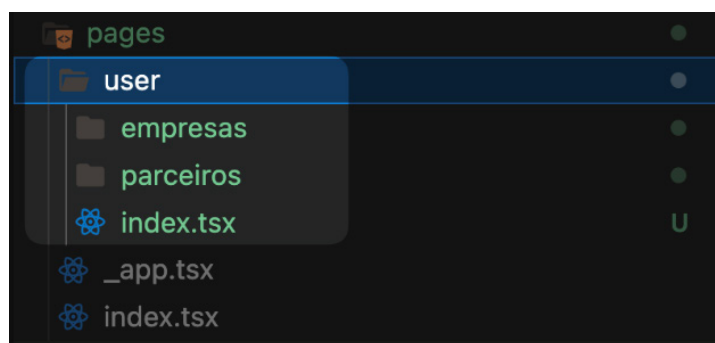 pages
user
empresas
parceiros
index.tsx U
_app.tsx
index.tsx